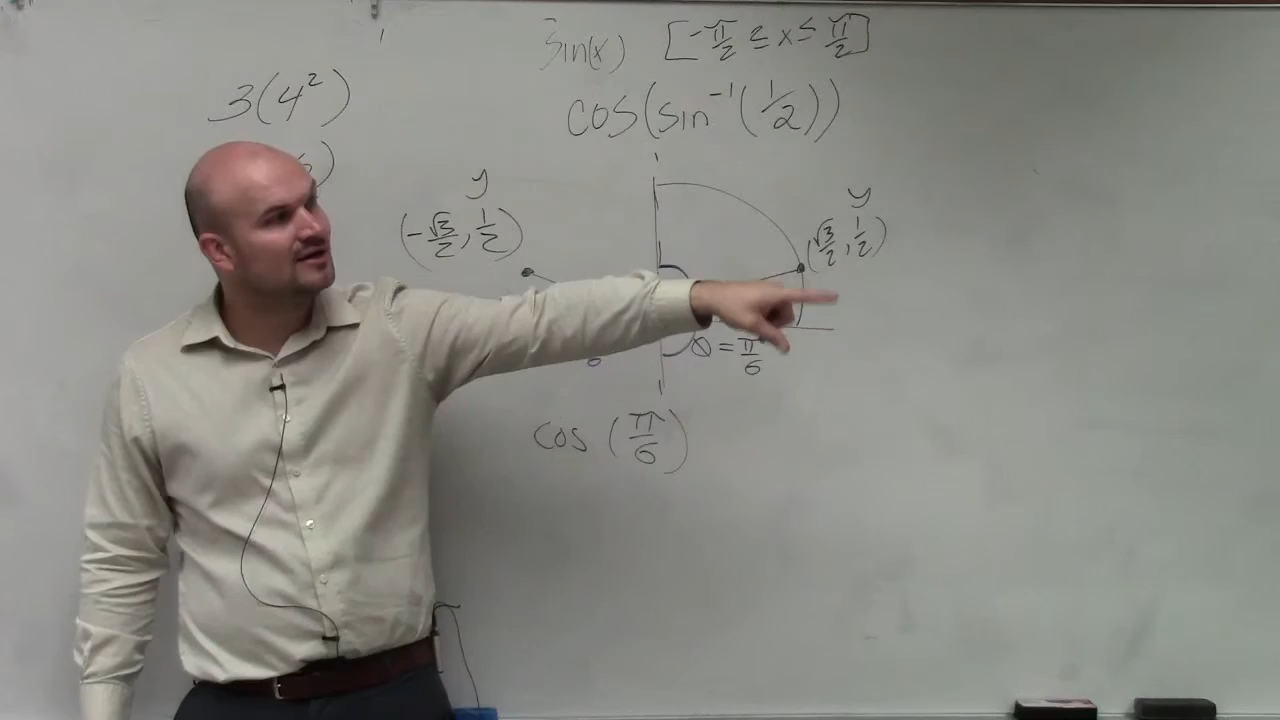 sin(x) [-π/2 ≤ x ≤ π/2]
3(4²)
cos(sin⁻¹(1/2))
)
y
y
(-√3/2, 1/2)
(√3/2, 1/2)
θ = π/6
6
cos (π/6)